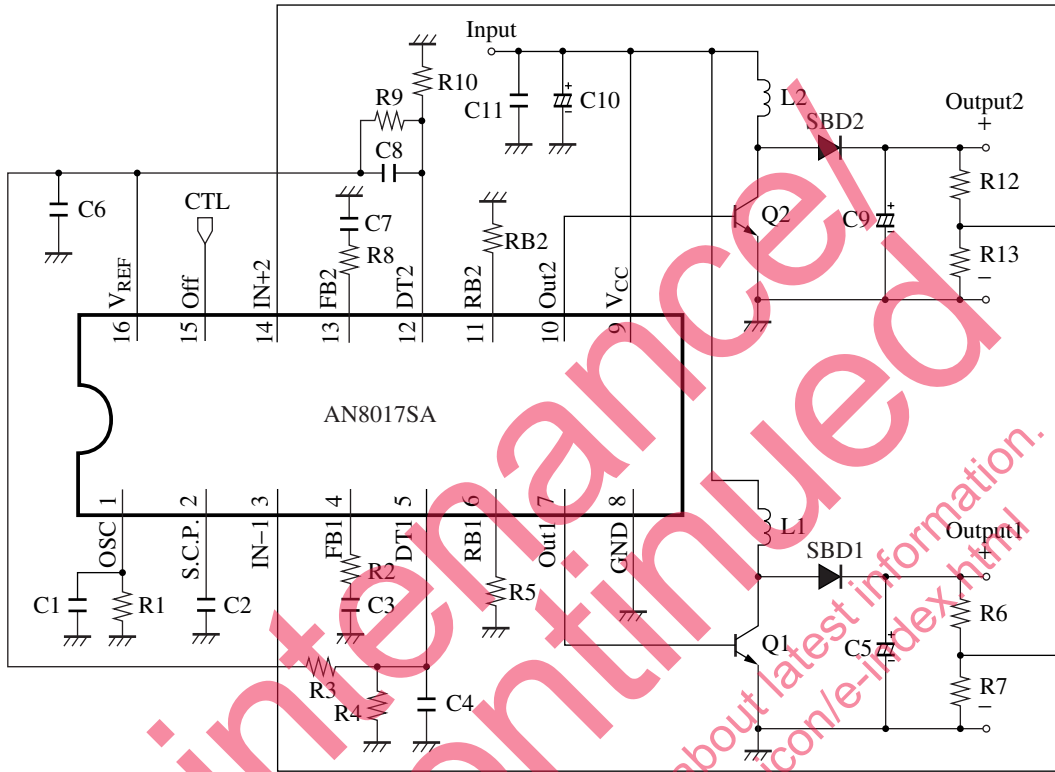 Input
R10
R9
C11
C10
L2
Output2
+
SBD2
C8
CTL
C6
C7
R8
RB2
Q2
C9
R12
R13
−
VREF
Off
IN+2
FB2
DT2
RB2
Out2
VCC
16
15
14
13
12
11
10
9
AN8017SA
1
2
3
4
5
6
7
8
OSC
S.C.P.
IN−1
FB1
DT1
RB1
Out1
GND
L1
Output1
+
SBD1
C1
R1
C2
R2
C3
R5
Q1
C5
R6
R7
−
R3
R4
C4
intenance/
ontinued
about latest information.
icon/e-index.html